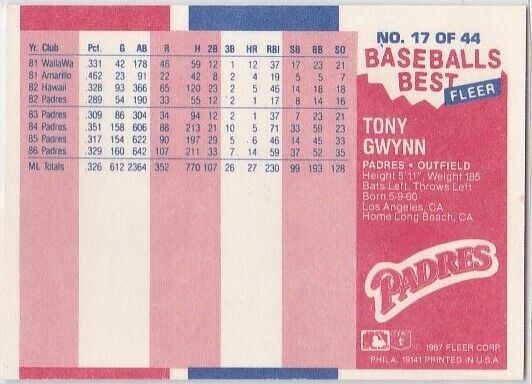 Yr. Club Pct. G AB R H 2B 3B HR RBI SB BB SO
81 WallaWa .331 42 178 46 59 12 1 12 37 17 23 21
81 Amarillo .462 23 91 22 42 8 2 4 19 5 5 7
82 Hawaii .328 93 366 65 120 23 2 5 46 14 18 18
82 Padres .289 54 190 33 55 12 2 1 17 8 14 16
83 Padres .309 86 304 34 94 12 2 1 37 7 23 21
84 Padres .351 158 606 88 213 21 10 5 71 33 59 23
85 Padres .317 154 622 90 197 29 5 6 46 14 45 33
86 Padres .329 160 642 107 211 33 7 14 59 37 52 35
ML Totals .326 612 2364 352 770 107 26 27 230 99 193 128
NO. 17 OF 44
BASEBALLS
BEST
FLEER
TONY
GWYNN
PADRES • OUTFIELD
Height 5'11", Weight 185
Bats Left, Throws Left
Born 5-9-60
Los Angeles, CA
Home Long Beach, CA
PADRES
© 1987 FLEER CORP.
PHILA. 19141 PRINTED IN U.S.A.